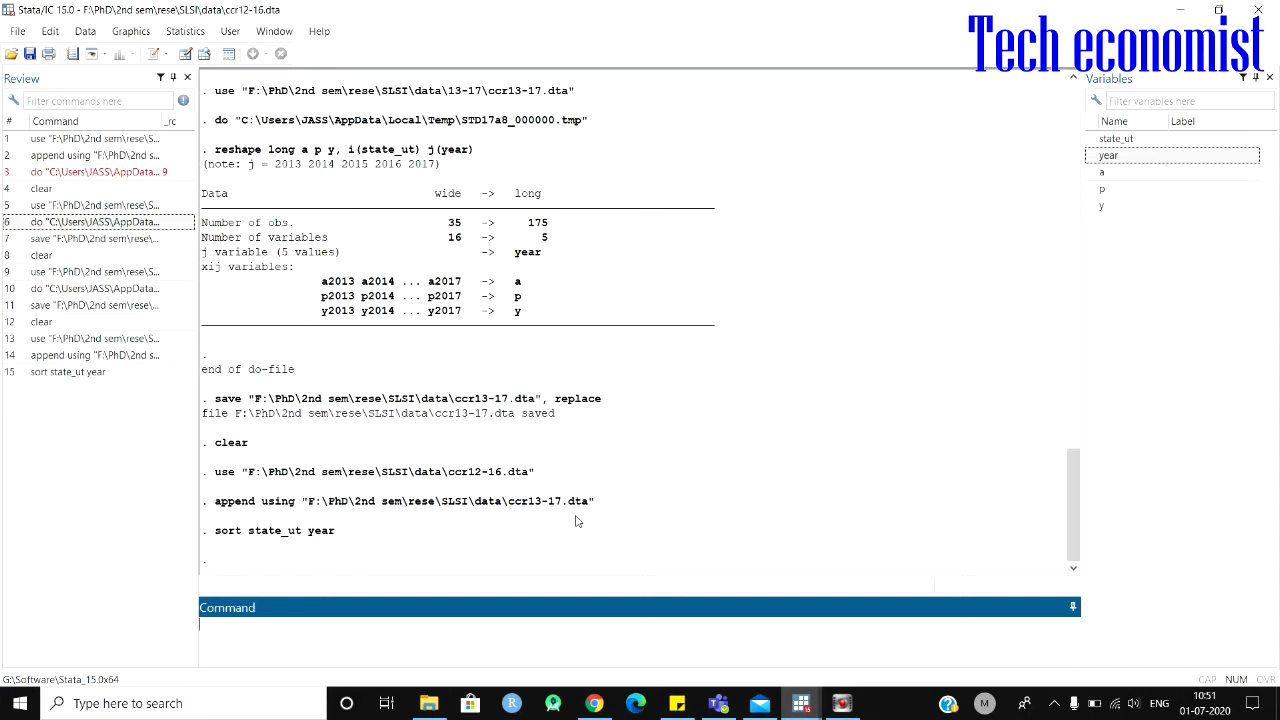 Stata/IC 15.0 - F:\PhD\2nd sem\rese\SLSI\data\ccr12-16.dta
File Edit Data Graphics Statistics User Window Help
Tech economist
Review
Filter commands here
# Command _rc
1 use "F:\PhD\2nd sem\rese\S...
2 append using "F:\PhD\2nd s...
3 do "C:\Users\JASS\AppData... 9
4 clear
5 use "F:\PhD\2nd sem\rese\S...
6 do "C:\Users\JASS\AppData...
7 save "F:\PhD\2nd sem\rese\...
8 clear
9 use "F:\PhD\2nd sem\rese\S...
10 do "C:\Users\JASS\AppData...
11 save "F:\PhD\2nd sem\rese\...
12 clear
13 use "F:\PhD\2nd sem\rese\S...
14 append using "F:\PhD\2nd s...
15 sort state_ut year
. use "F:\PhD\2nd sem\rese\SLSI\data\13-17\ccr13-17.dta"
. do "C:\Users\JASS\AppData\Local\Temp\STD17a8_000000.tmp"
. reshape long a p y, i(state_ut) j(year)
(note: j = 2013 2014 2015 2016 2017)
Data wide -> long
Number of obs. 35 -> 175
Number of variables 16 -> 5
j variable (5 values) -> year
xij variables:
a2013 a2014 ... a2017 -> a
p2013 p2014 ... p2017 -> p
y2013 y2014 ... y2017 -> y
.
end of do-file
. save "F:\PhD\2nd sem\rese\SLSI\data\ccr13-17.dta", replace
file F:\PhD\2nd sem\rese\SLSI\data\ccr13-17.dta saved
. clear
. use "F:\PhD\2nd sem\rese\SLSI\data\ccr12-16.dta"
. append using "F:\PhD\2nd sem\rese\SLSI\data\ccr13-17.dta"
. sort state_ut year
.
Command
Variables
Filter variables here
Name Label
state_ut
year
a
p
y
G:\Software\Stata_15.0x64
CAP NUM OVR
Type here to search
R
M
ENG
10:51
01-07-2020